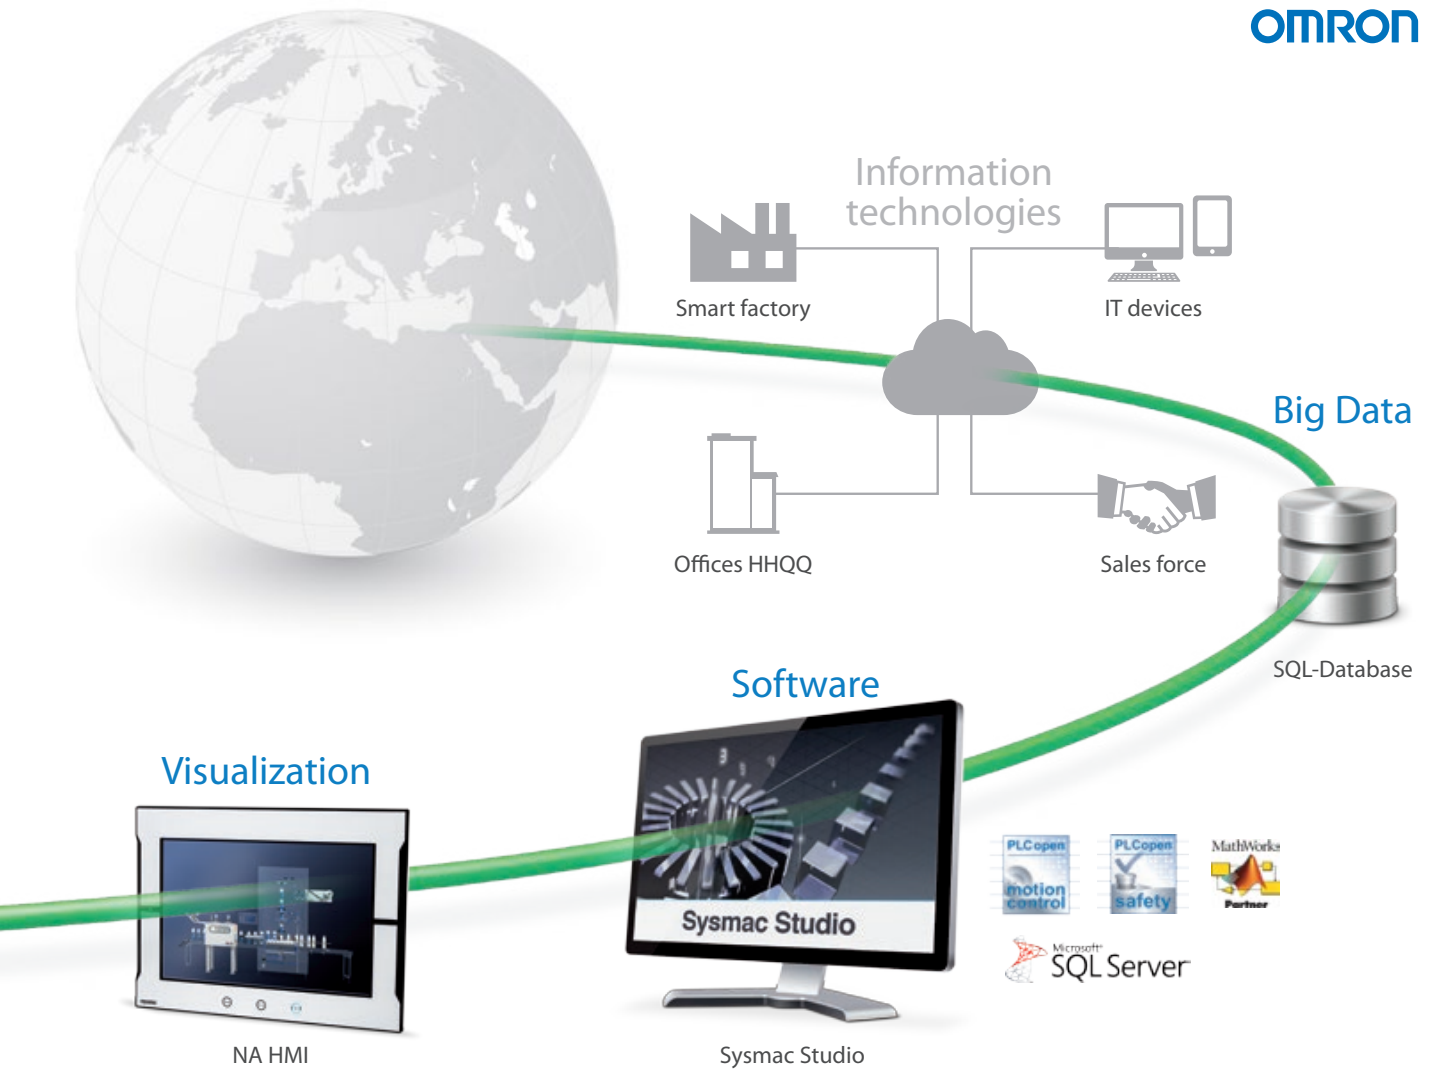 OMRON
Information
technologies
Smart factory
IT devices
Big Data
Offices HHQQ
Sales force
SQL-Database
Software
Visualization
Sysmac Studio
PLCopen
motion
control
PLCopen
safety
MathWorks
Partner
Microsoft
SQL Server
NA HMI
Sysmac Studio